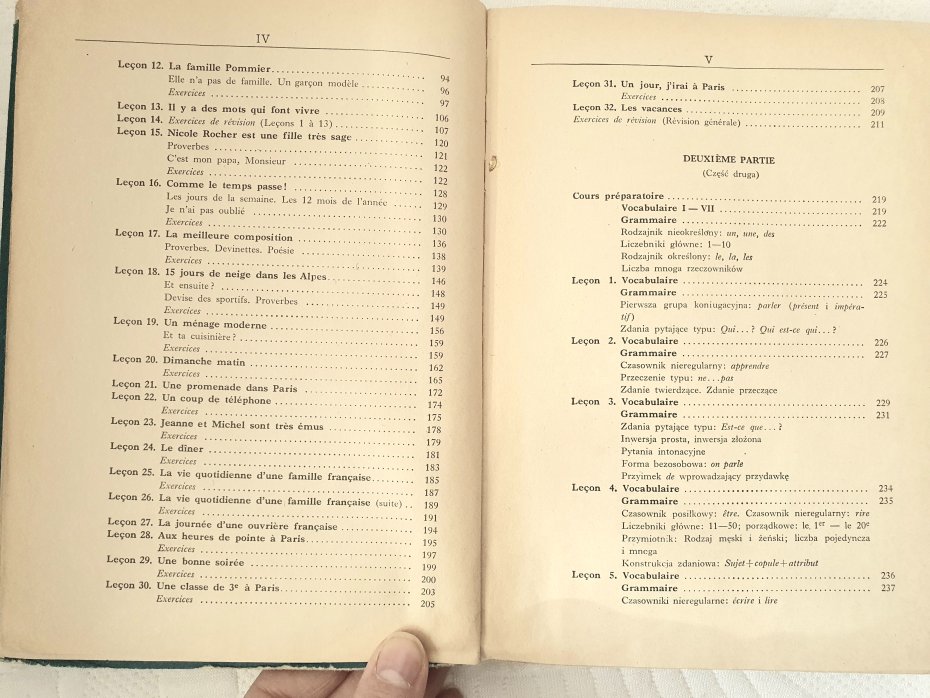 IV
Leçon 12. La famille Pommier 94
Elle n'a pas de famille. Un garçon modèle 96
Exercices 97
Leçon 13. Il y a des mots qui font vivre 106
Leçon 14. Exercices de révision (Leçons 1 à 13) 107
Leçon 15. Nicole Rocher est une fille très sage 120
Proverbes 121
C'est mon papa, Monsieur 122
Exercices 122
Leçon 16. Comme le temps passe! 128
Les jours de la semaine. Les 12 mois de l'année 129
Je n'ai pas oublié 130
Exercices 130
Leçon 17. La meilleure composition 136
Proverbes. Devinettes. Poésie 138
Exercices 139
Leçon 18. 15 jours de neige dans les Alpes 146
Et ensuite? 148
Devise des sportifs. Proverbes 149
Exercices 149
Leçon 19. Un ménage moderne 156
Et ta cuisinière? 159
Exercices 159
Leçon 20. Dimanche matin 162
Exercices 165
Leçon 21. Une promenade dans Paris 172
Leçon 22. Un coup de téléphone 174
Exercices 175
Leçon 23. Jeanne et Michel sont très émus 178
Exercices 179
Leçon 24. Le dîner 181
Exercices 183
Leçon 25. La vie quotidienne d'une famille française 185
Exercices 187
Leçon 26. La vie quotidienne d'une famille française (suite) 189
Exercices 191
Leçon 27. La journée d'une ouvrière française 194
Leçon 28. Aux heures de pointe à Paris 195
Exercices 197
Leçon 29. Une bonne soirée 199
Exercices 200
Leçon 30. Une classe de 3e à Paris 203
Exercices 205
V
Leçon 31. Un jour, j'irai à Paris 207
Exercices 208
Leçon 32. Les vacances 209
Exercices de révision (Révision générale) 211
DEUXIÈME PARTIE
(Część druga)
Cours préparatoire 219
Vocabulaire I — VII 219
Grammaire 222
Rodzajnik nieokreślony: un, une, des
Liczebniki główne: 1—10
Rodzajnik określony: le, la, les
Liczba mnoga rzeczowników
Leçon 1. Vocabulaire 224
Grammaire 225
Pierwsza grupa koniugacyjna: parler (présent i impéra-
tif)
Zdania pytające typu: Qui...? Qui est-ce qui...?
Leçon 2. Vocabulaire 226
Grammaire 227
Czasownik nieregularny: apprendre
Przeczenie typu: ne...pas
Zdanie twierdzące. Zdanie przeczące
Leçon 3. Vocabulaire 229
Grammaire 231
Zdania pytające typu: Est-ce que...?
Inwersja prosta, inwersja złożona
Pytania intonacyjne
Forma bezosobowa: on parle
Przyimek de wprowadzający przydawkę
Leçon 4. Vocabulaire 234
Grammaire 235
Czasownik posiłkowy: être. Czasownik nieregularny: rire
Liczebniki główne: 11—50; porządkowe: le 1er — le 20e
Przymiotnik: Rodzaj męski i żeński; liczba pojedyncza
i mnoga
Konstrukcja zdaniowa: Sujet+copule+attribut
Leçon 5. Vocabulaire 236
Grammaire 237
Czasowniki nieregularne: écrire i lire